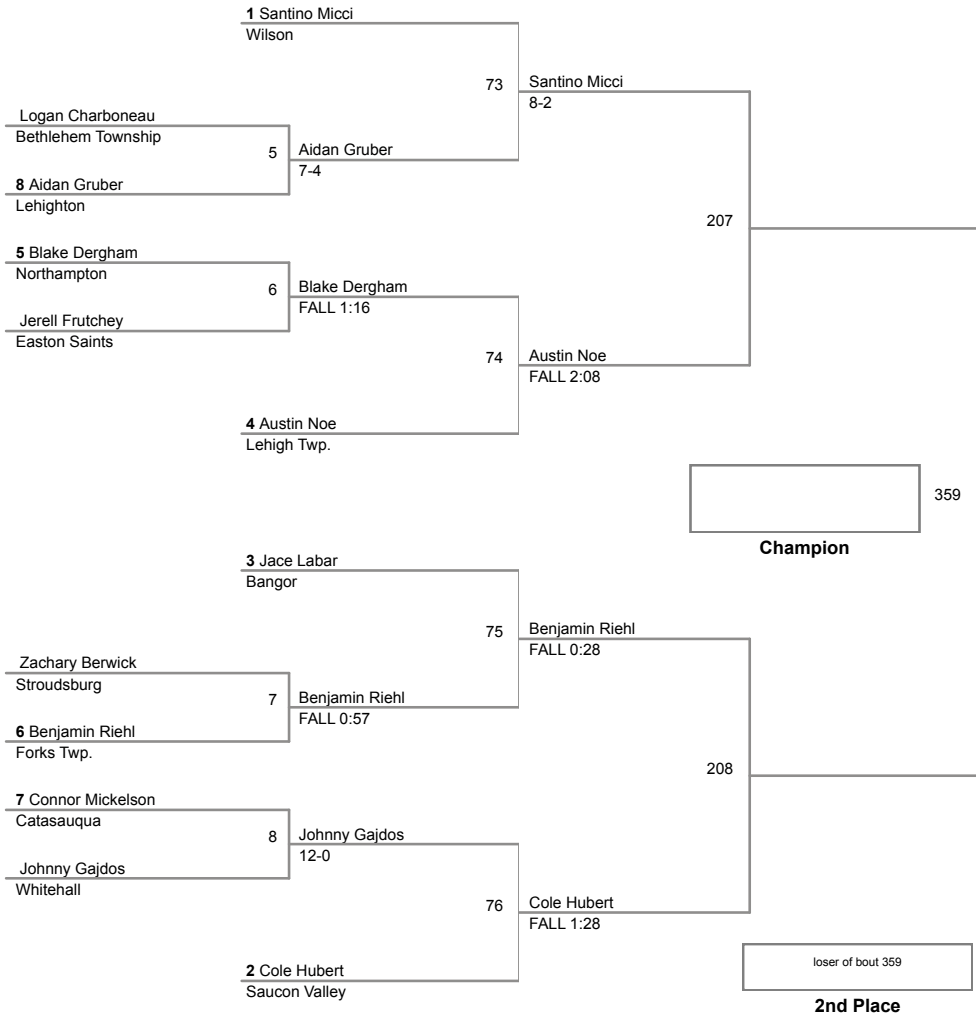 1 Santino Micci
Wilson
73
Santino Micci
8-2
Logan Charboneau
Bethlehem Township
5
Aidan Gruber
7-4
8 Aidan Gruber
Lehighton
207
5 Blake Dergham
Northampton
6
Blake Dergham
FALL 1:16
Jerell Frutchey
Easton Saints
74
Austin Noe
FALL 2:08
4 Austin Noe
Lehigh Twp.
359
Champion
3 Jace Labar
Bangor
75
Benjamin Riehl
FALL 0:28
Zachary Berwick
Stroudsburg
7
Benjamin Riehl
FALL 0:57
6 Benjamin Riehl
Forks Twp.
208
7 Connor Mickelson
Catasauqua
8
Johnny Gajdos
12-0
Johnny Gajdos
Whitehall
76
Cole Hubert
FALL 1:28
2 Cole Hubert
Saucon Valley
loser of bout 359
2nd Place